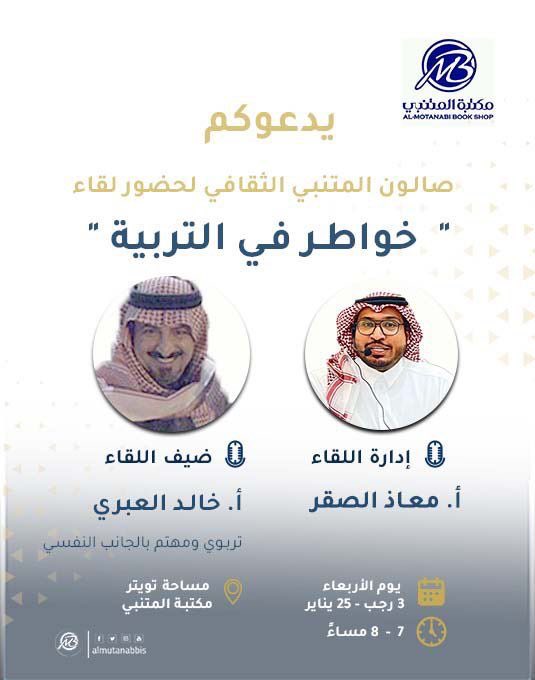 مكتبة المتنبي
AL-MOTANABI BOOK SHOP
يدعوكم
صالون المتنبي الثقافي لحضور لقاء
" خواطر في التربية "
إدارة اللقاء
أ. معاذ الصقر
ضيف اللقاء
أ. خالد العبري
تربوي ومهتم بالجانب النفسي
يوم الأربعاء
3 رجب - 25 يناير
7 - 8 مساءً
مساحة تويتر
مكتبة المتنبي
almutanabbis